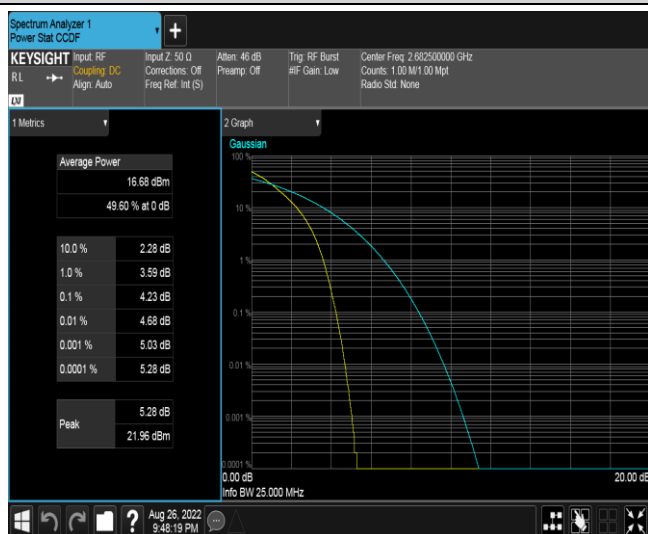 Spectrum Analyzer 1
Power Stat CCDF
+
KEYSIGHT
RL
LXI
Input: RF
Coupling: DC
Align: Auto
Input Z: 50 Ω
Corrections: Off
Freq Ref: Int (S)
Atten: 46 dB
Preamp: Off
Trig: RF Burst
#IF Gain: Low
Center Freq: 2.682500000 GHz
Counts: 1.00 M/1.00 Mpt
Radio Std: None
1 Metrics
Average Power
16.68 dBm
49.60 % at 0 dB
10.0 % 2.28 dB
1.0 % 3.59 dB
0.1 % 4.23 dB
0.01 % 4.68 dB
0.001 % 5.03 dB
0.0001 % 5.28 dB
Peak
5.28 dB
21.96 dBm
2 Graph
Gaussian
100 %
10 %
1 %
0.1 %
0.01 %
0.001 %
0.0001 %
0.00 dB
20.00 dB
Info BW 25.000 MHz
?
Aug 26, 2022
9:48:19 PM